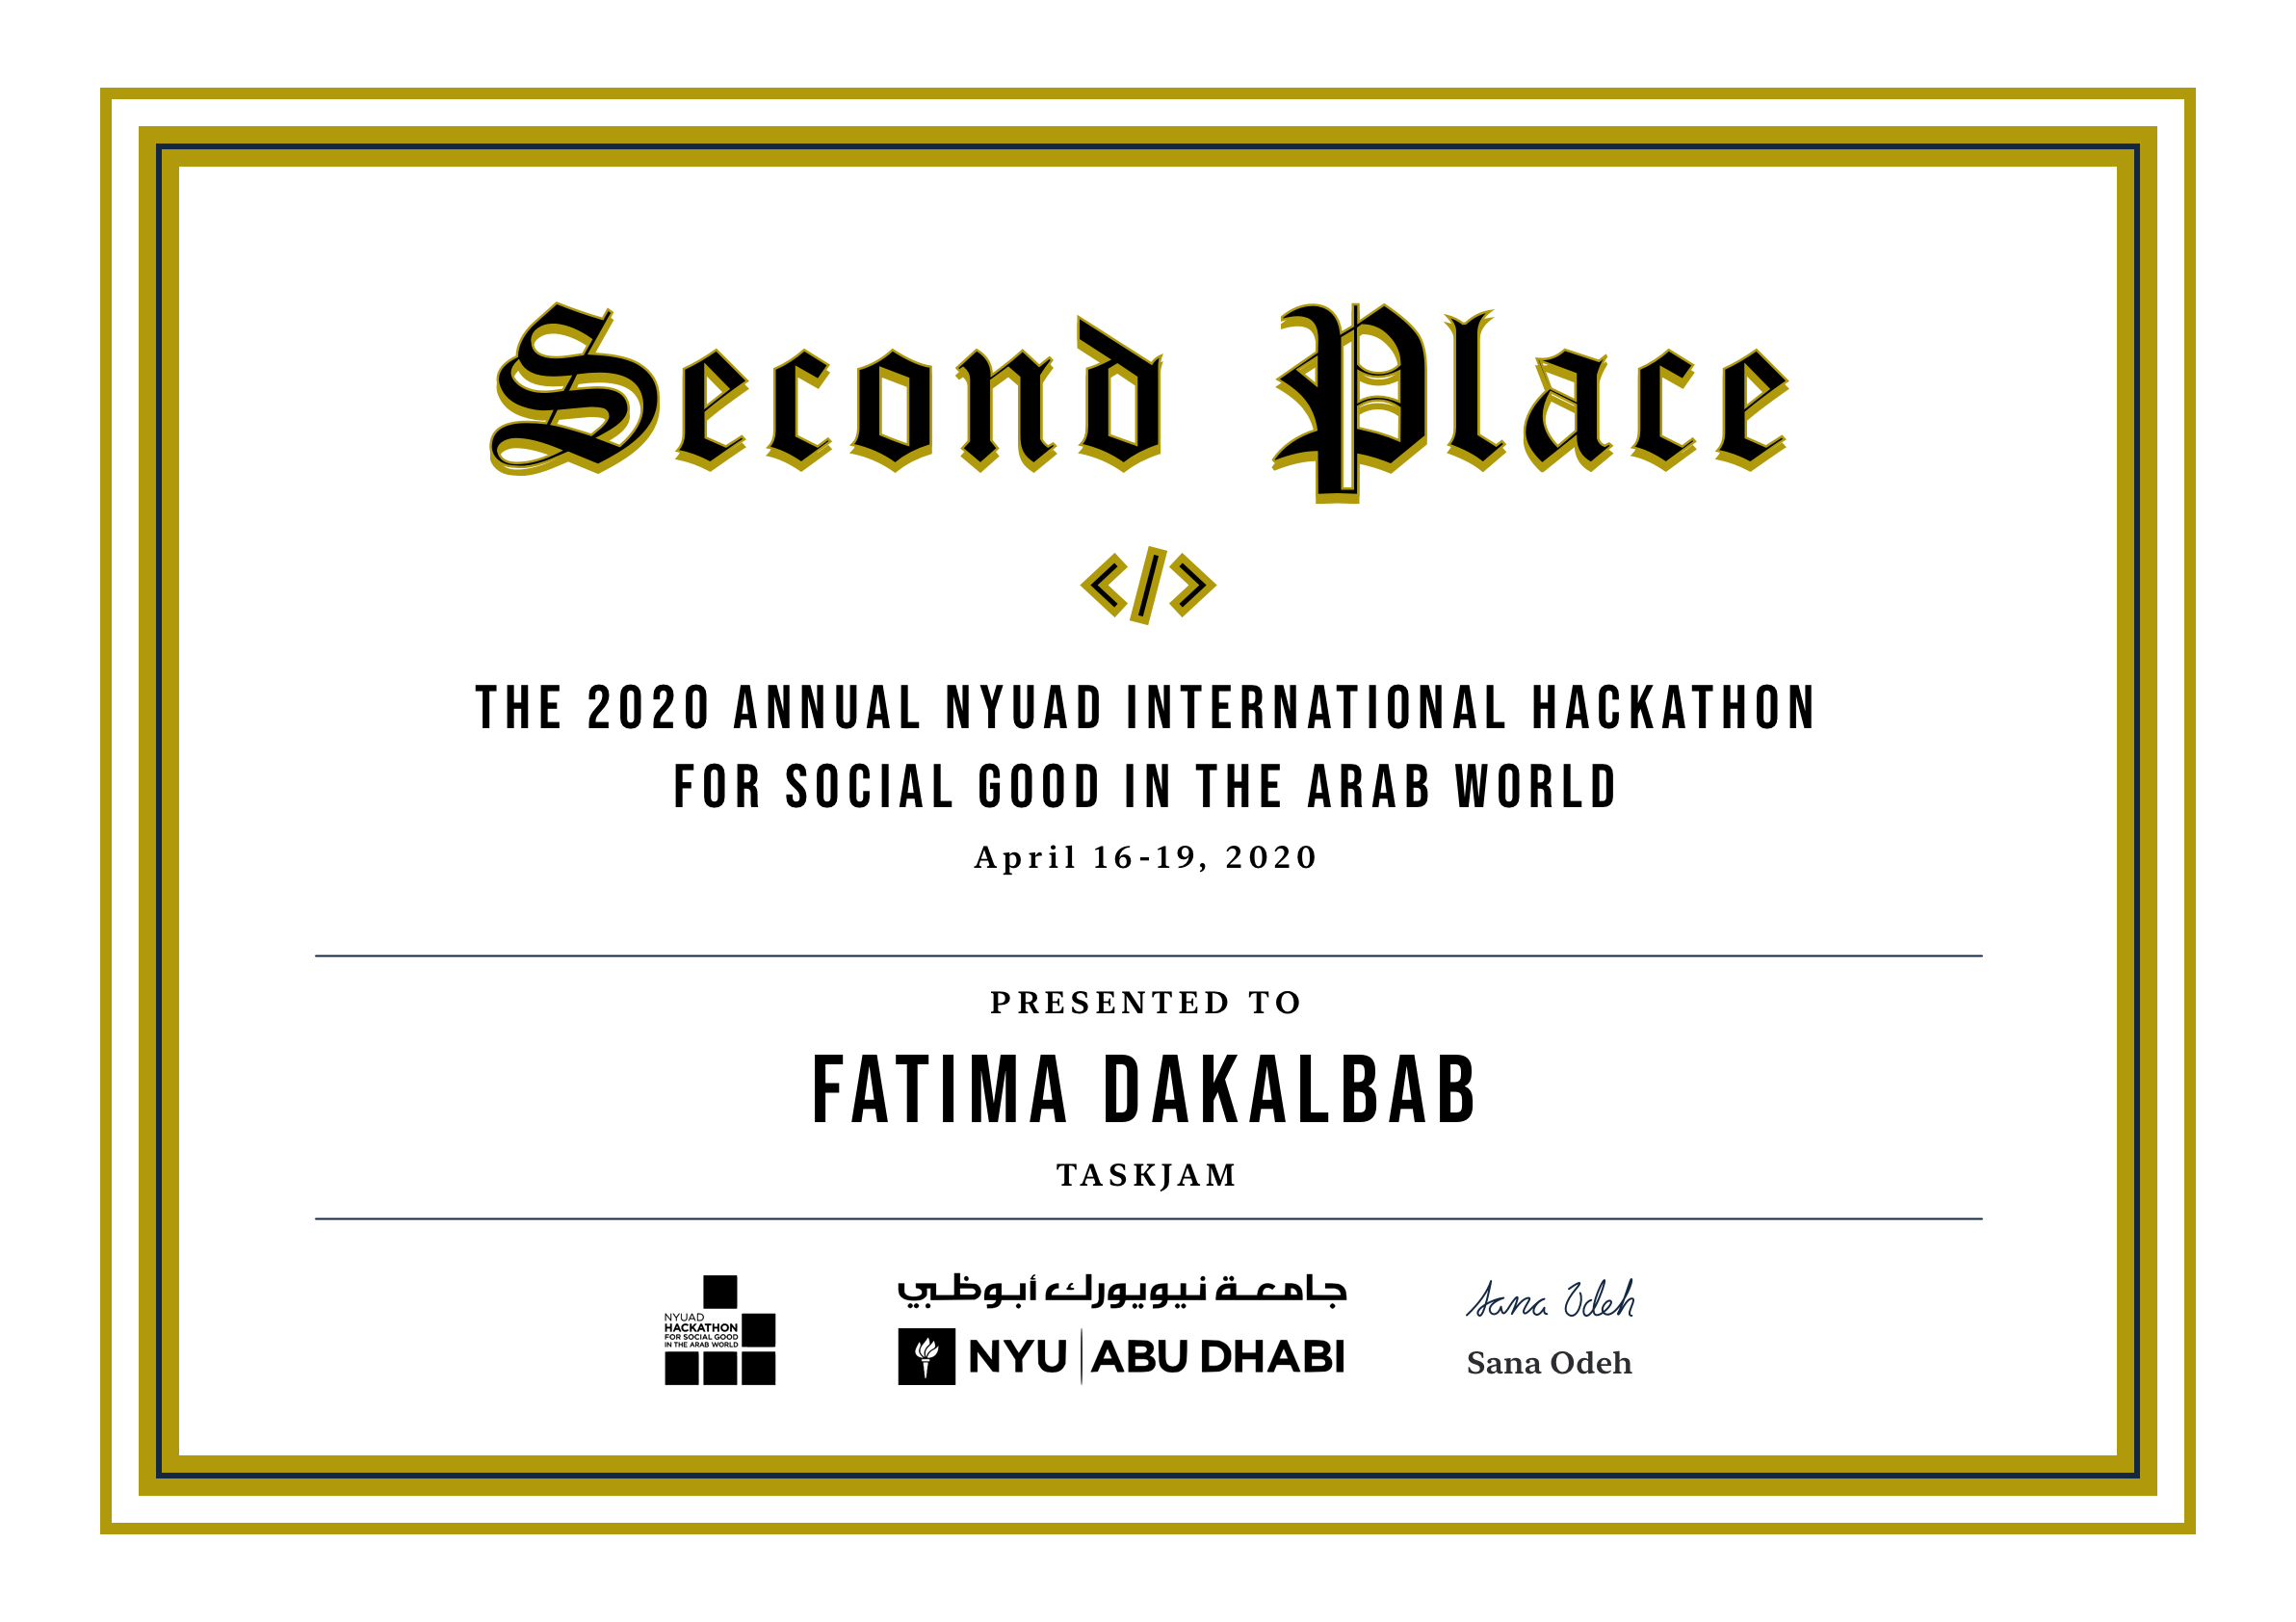 Second Place
</>
THE 2020 ANNUAL NYUAD INTERNATIONAL HACKATHON
FOR SOCIAL GOOD IN THE ARAB WORLD
April 16-19, 2020
PRESENTED TO
FATIMA DAKALBAB
TASKJAM
NYUAD
HACKATHON
FOR SOCIAL GOOD
IN THE ARAB WORLD
جامعة نيويورك أبوظبي
NYU | ABU DHABI
Sana Odeh
Sana Odeh